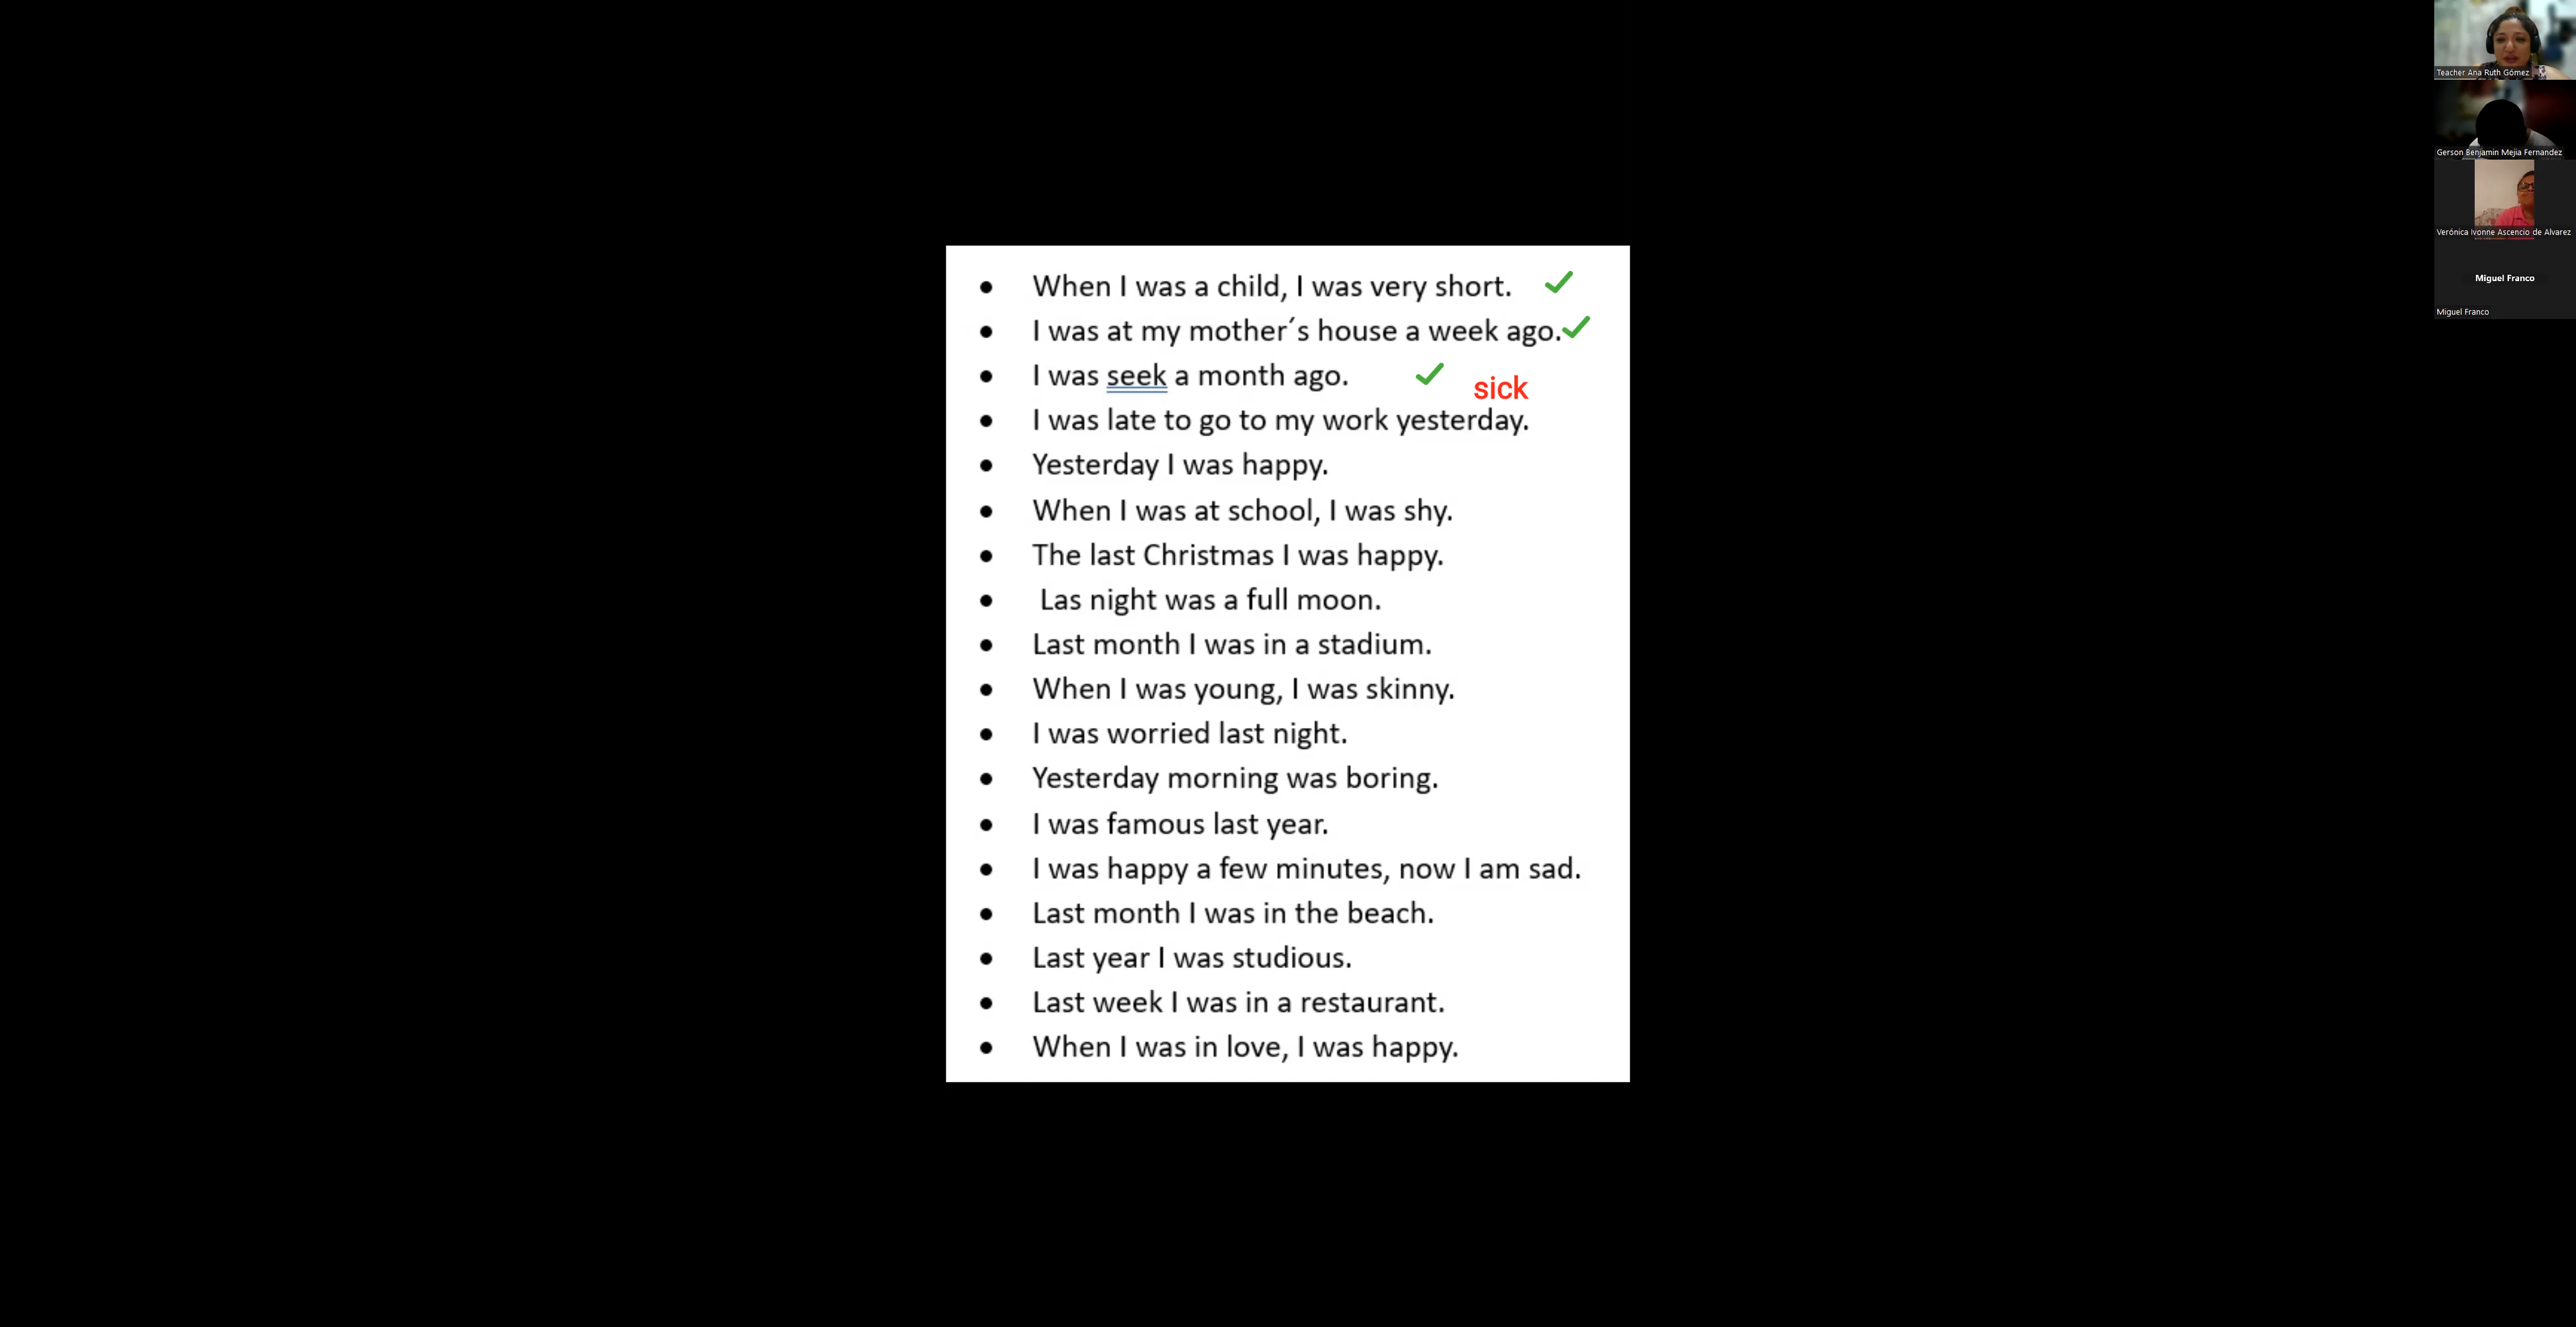 • When I was a child, I was very short.
• I was at my mother´s house a week ago.
• I was seek a month ago.
sick
• I was late to go to my work yesterday.
• Yesterday I was happy.
• When I was at school, I was shy.
• The last Christmas I was happy.
• Las night was a full moon.
• Last month I was in a stadium.
• When I was young, I was skinny.
• I was worried last night.
• Yesterday morning was boring.
• I was famous last year.
• I was happy a few minutes, now I am sad.
• Last month I was in the beach.
• Last year I was studious.
• Last week I was in a restaurant.
• When I was in love, I was happy.
Teacher Ana Ruth Gómez
Gerson Benjamin Mejia Fernandez
Verónica Ivonne Ascencio de Alvarez
Miguel Franco
Miguel Franco